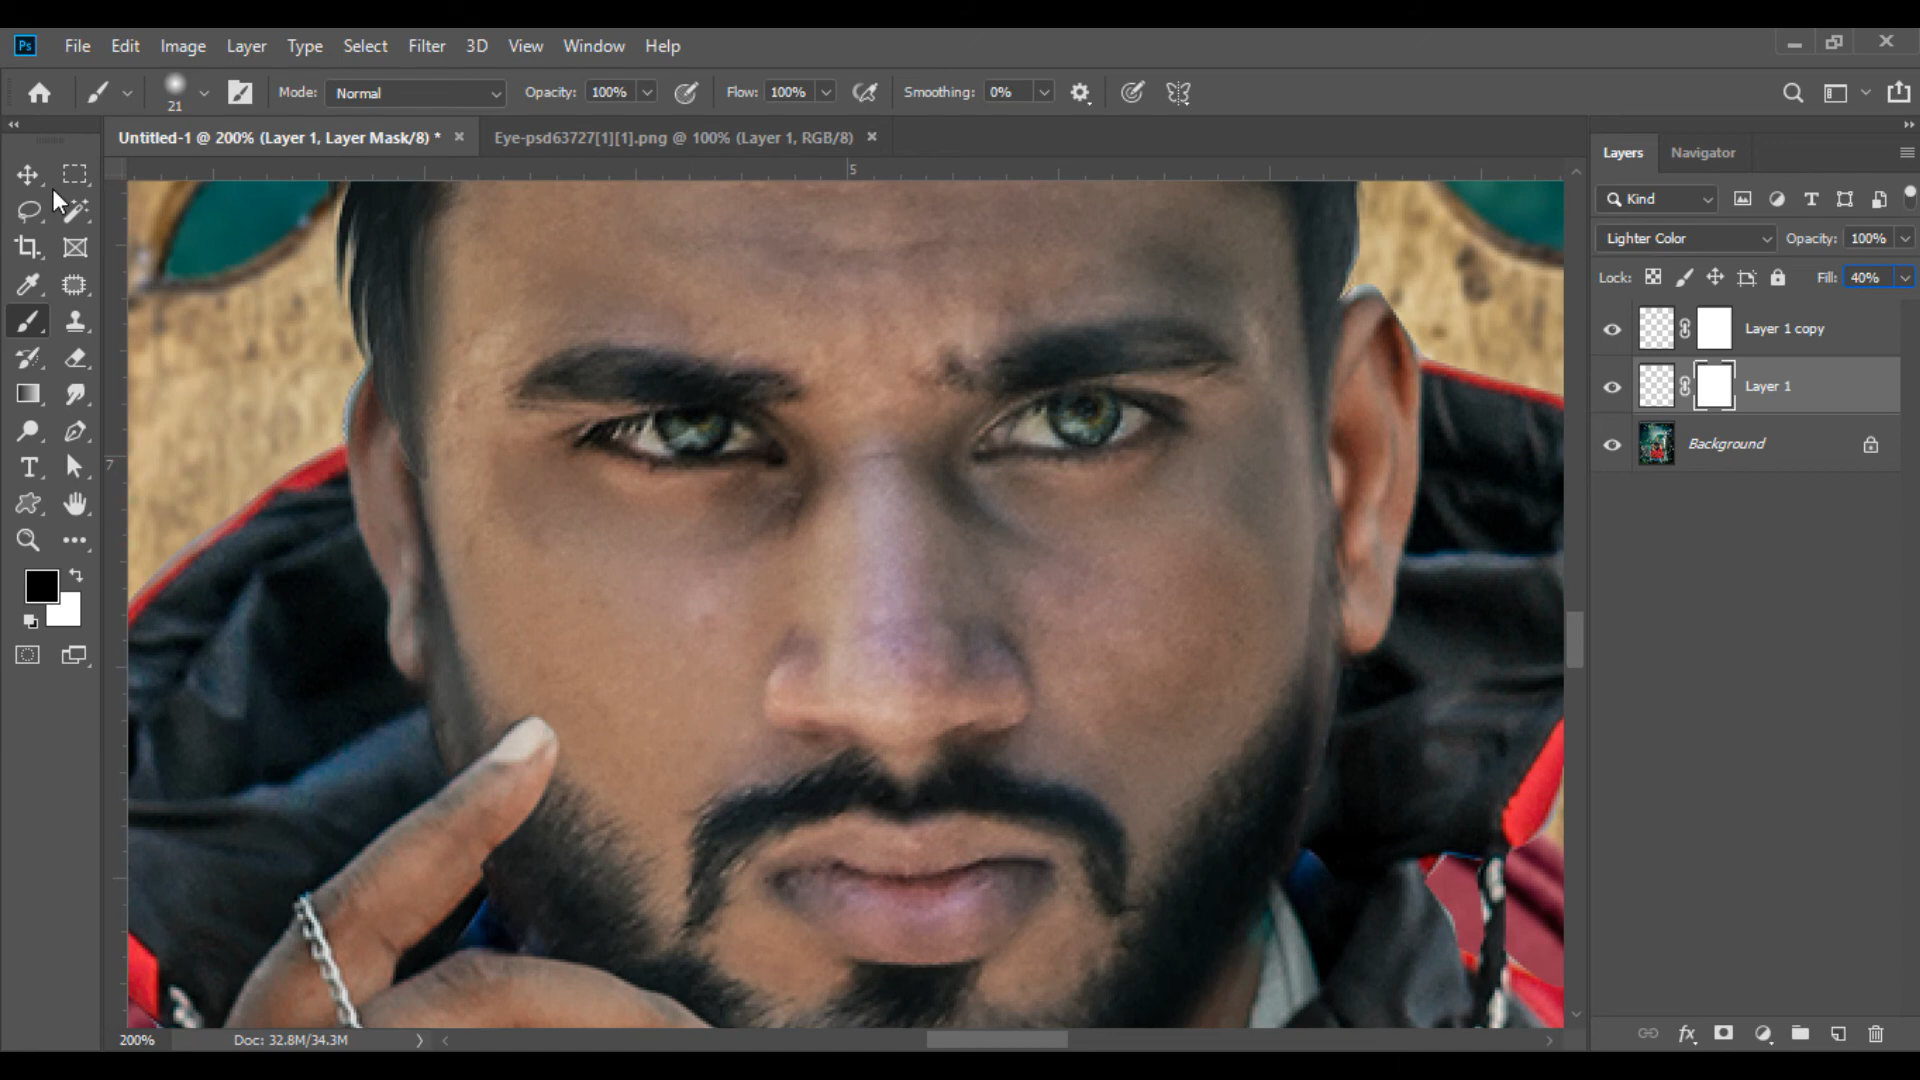 Ps File Edit Image Layer Type Select Filter 3D View Window Help
21 Mode: Normal Opacity: 100% Flow: 100% Smoothing: 0%
Untitled-1 @ 200% (Layer 1, Layer Mask/8) * × Eye-psd63727[1][1].png @ 100% (Layer 1, RGB/8) ×
Layers Navigator
5
Kind
Lighter Color Opacity: 100%
Lock: Fill: 40%
Layer 1 copy
Layer 1
Background
7
200% Doc: 32.8M/34.3M